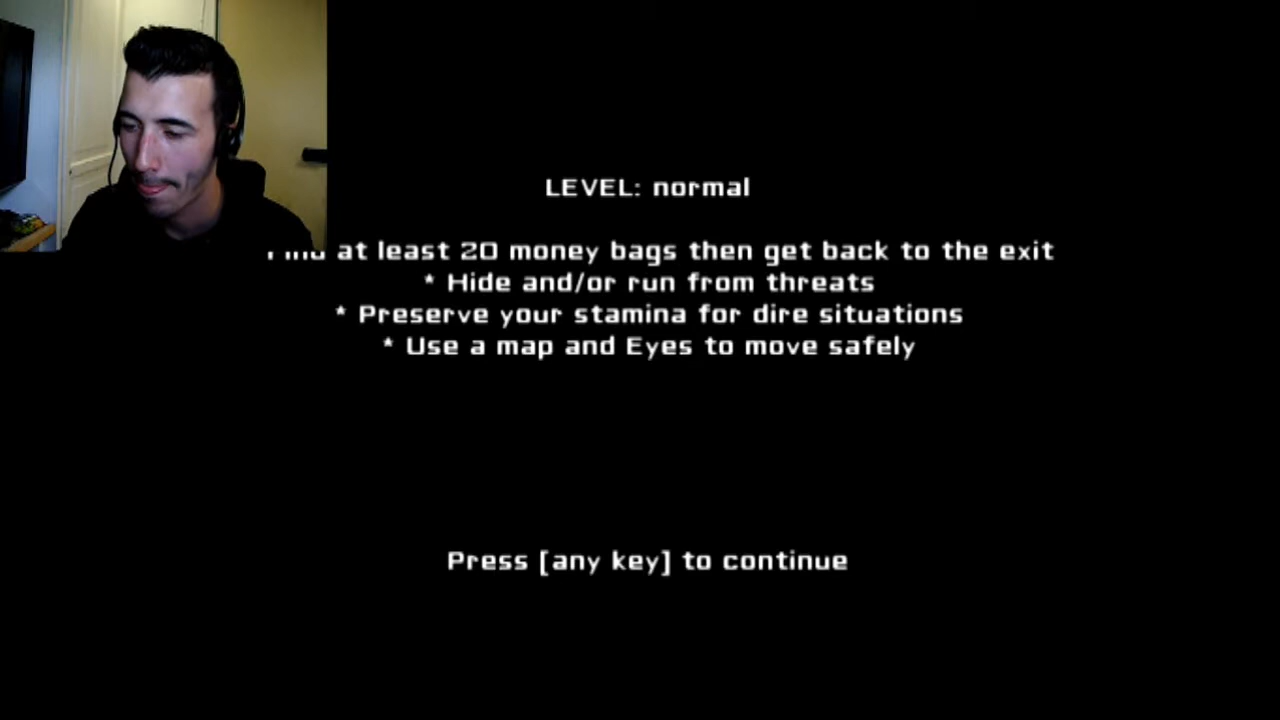 LEVEL: normal
at least 20 money bags then get back to the exit
* Hide and/or run from threats
* Preserve your stamina for dire situations
* Use a map and Eyes to move safely
Press [any key] to continue